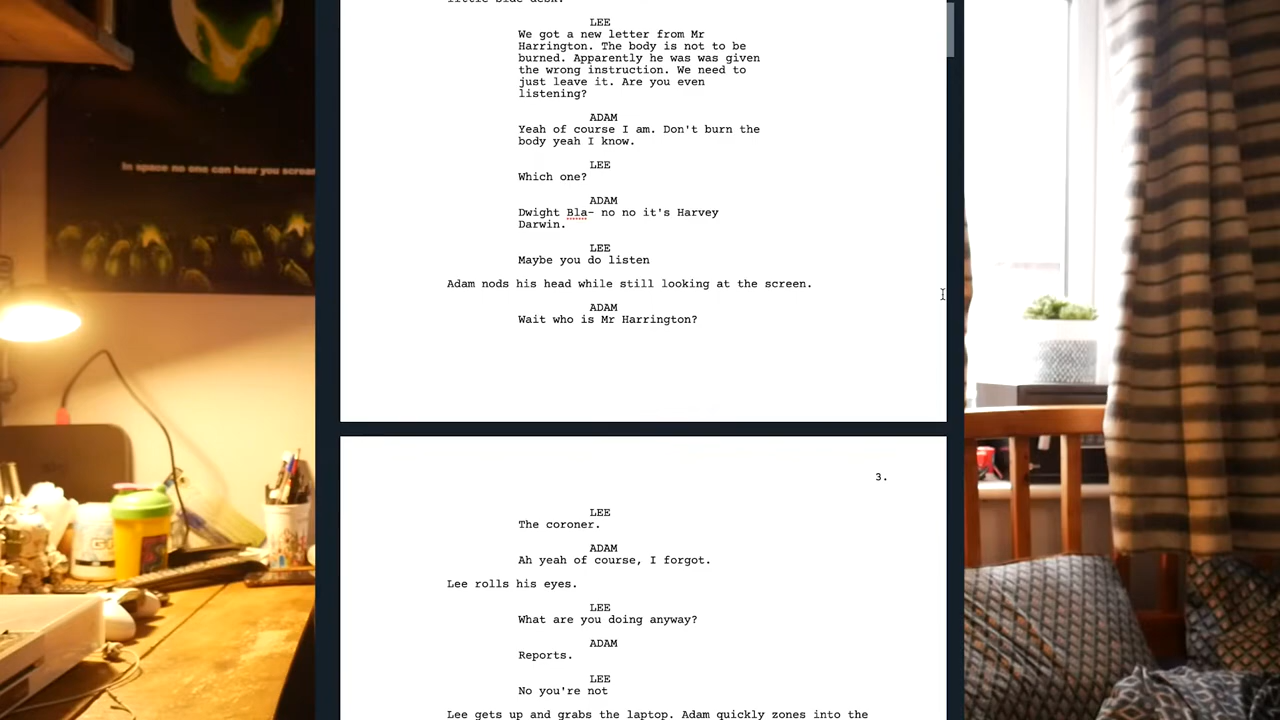 little side desk.
LEE
We got a new letter from Mr
Harrington. The body is not to be
burned. Apparently he was was given
the wrong instruction. We need to
just leave it. Are you even
listening?
ADAM
Yeah of course I am. Don't burn the
body yeah I know.
LEE
Which one?
ADAM
Dwight Bla- no no it's Harvey
Darwin.
LEE
Maybe you do listen
Adam nods his head while still looking at the screen.
ADAM
Wait who is Mr Harrington?
3.
LEE
The coroner.
ADAM
Ah yeah of course, I forgot.
Lee rolls his eyes.
LEE
What are you doing anyway?
ADAM
Reports.
LEE
No you're not
Lee gets up and grabs the laptop. Adam quickly zones into the
In space no one can hear you scream
GO